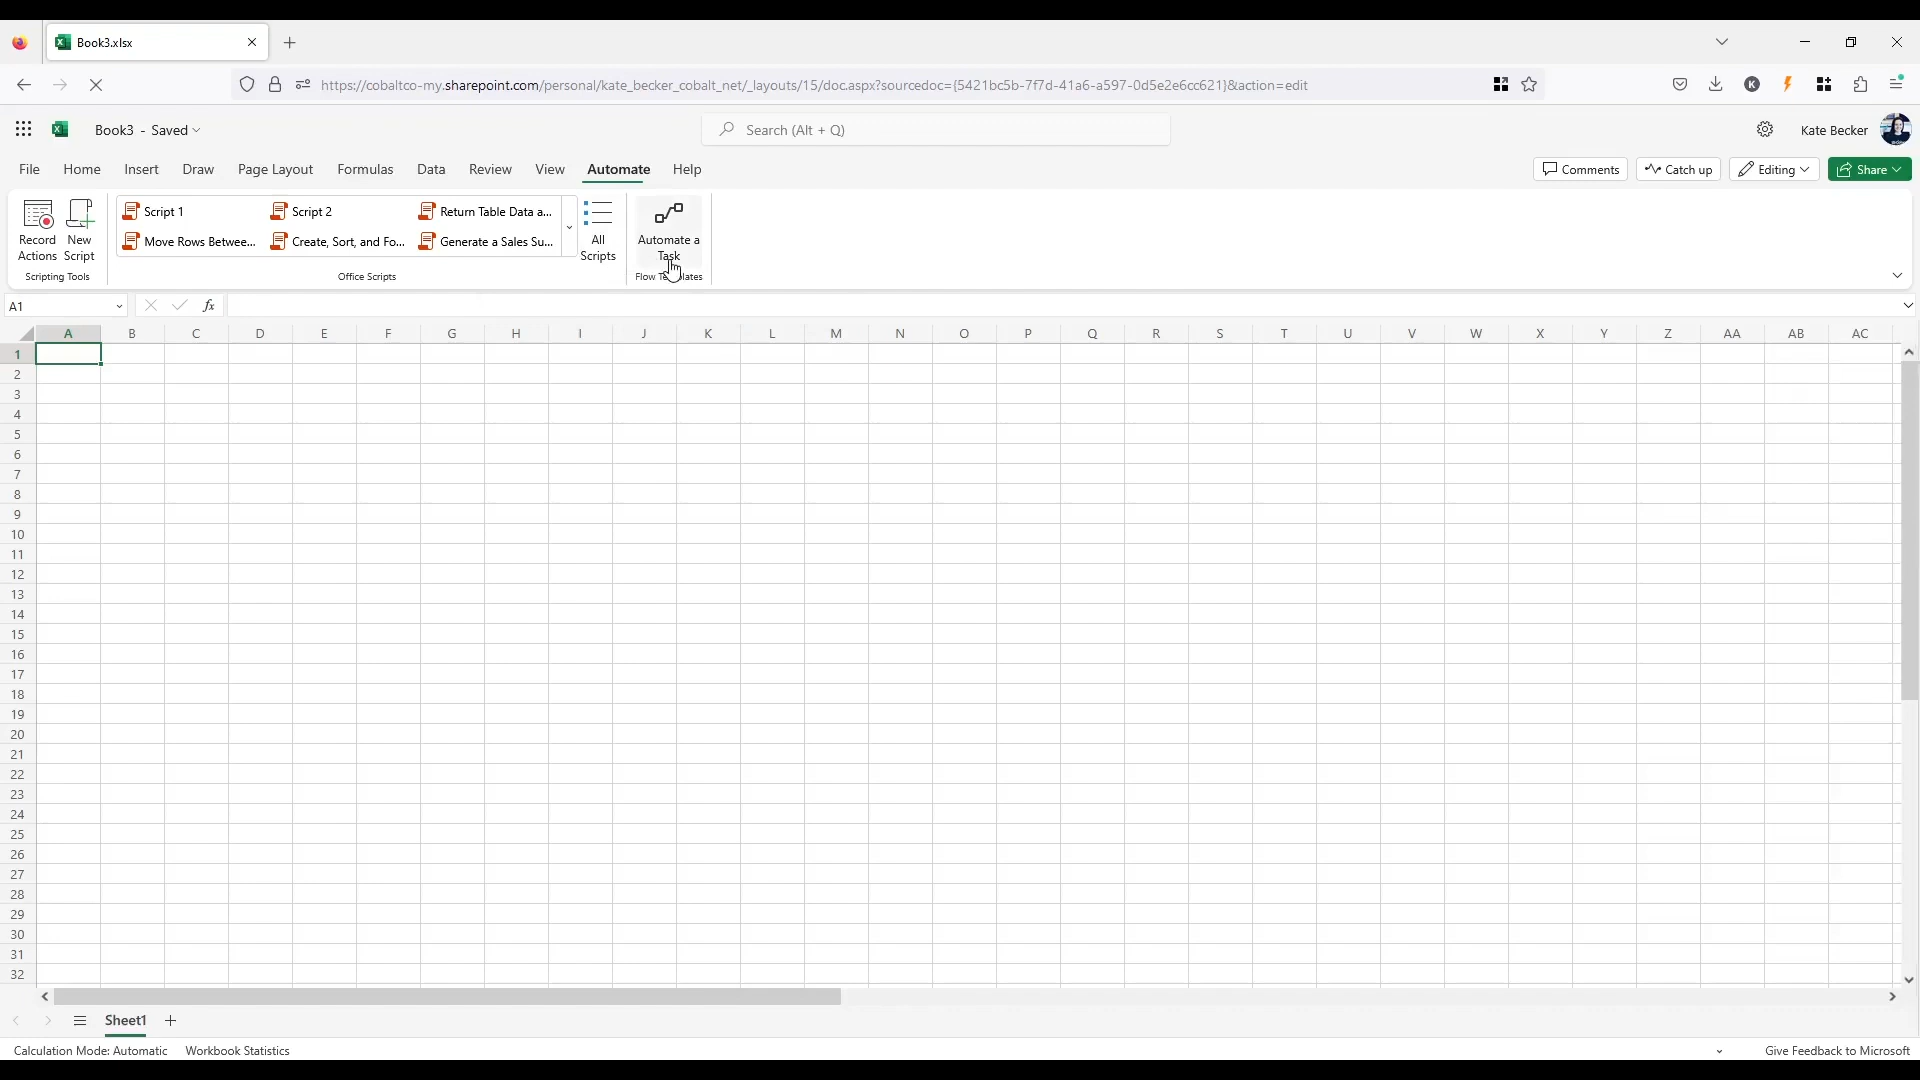 Book3.xlsx
https://cobaltco-my.sharepoint.com/personal/kate_becker_cobalt_net/_layouts/15/doc.aspx?sourcedoc={5421bc5b-7f7d-41a6-a597-0d5e2e6cc621}&action=edit
K
Book3 - Saved
Search (Alt + Q)
Kate Becker
File Home Insert Draw Page Layout Formulas Data Review View Automate Help
Comments Catch up Editing Share
Script 1 Script 2 Return Table Data a...
Move Rows Betwee... Create, Sort, and Fo... Generate a Sales Su...
Record Actions
New Script
All Scripts
Automate a Task
Scripting Tools Office Scripts Flow
A1 fx
A B C D E F G H I J K L M N O P Q R S T U V W X Y Z AA AB AC
1
2
3
4
5
6
7
8
9
10
11
12
13
14
15
16
17
18
19
20
21
22
23
24
25
26
27
28
29
30
31
32
Sheet1
Calculation Mode: Automatic Workbook Statistics Give Feedback to Microsoft